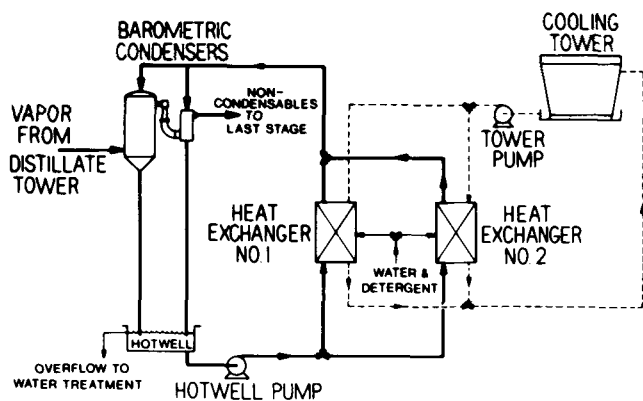 BAROMETRIC
CONDENSERS
COOLING
TOWER
NON-
CONDENSABLES
TO
LAST STAGE
VAPOR
FROM
DISTILLATE
TOWER
TOWER
PUMP
HEAT
EXCHANGER
NO.1
HEAT
EXCHANGER
NO.2
WATER &
DETERGENT
HOTWELL
OVERFLOW TO
WATER TREATMENT
HOTWELL PUMP